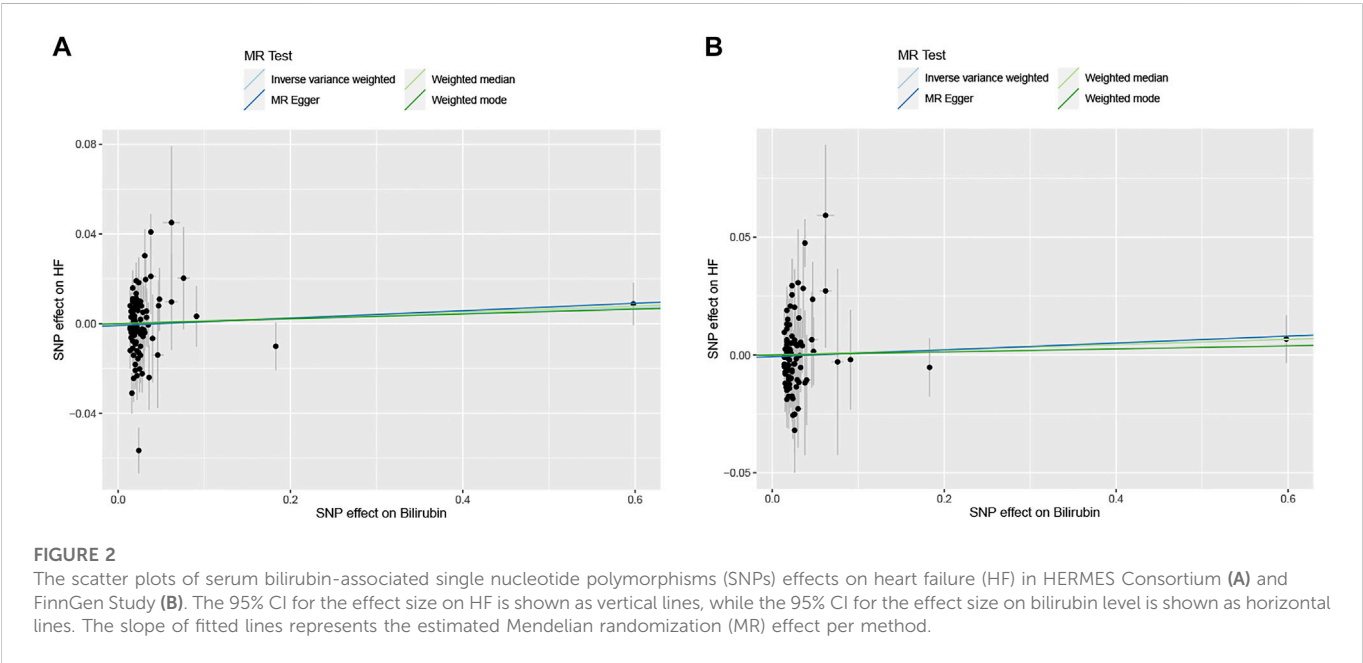 A
MR Test
Inverse variance weighted Weighted median
MR Egger Weighted mode
0.08
0.04
0.00
−0.04
SNP effect on HF
0.0 0.2 0.4 0.6
SNP effect on Bilirubin
B
MR Test
Inverse variance weighted Weighted median
MR Egger Weighted mode
0.05
0.00
−0.05
SNP effect on HF
0.0 0.2 0.4 0.6
SNP effect on Bilirubin
FIGURE 2
The scatter plots of serum bilirubin-associated single nucleotide polymorphisms (SNPs) effects on heart failure (HF) in HERMES Consortium (A) and
FinnGen Study (B). The 95% CI for the effect size on HF is shown as vertical lines, while the 95% CI for the effect size on bilirubin level is shown as horizontal
lines. The slope of fitted lines represents the estimated Mendelian randomization (MR) effect per method.